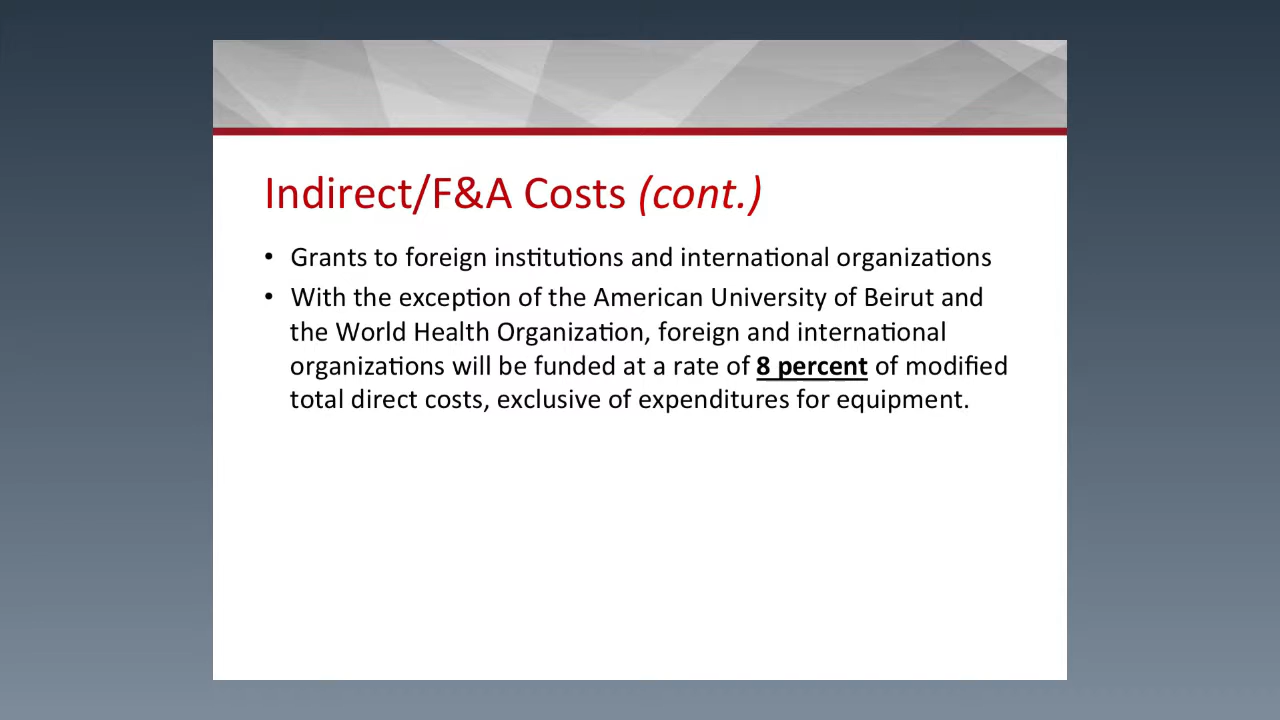 Indirect/F&A Costs (cont.)
• Grants to foreign institutions and international organizations
• With the exception of the American University of Beirut and
the World Health Organization, foreign and international
organizations will be funded at a rate of 8 percent of modified
total direct costs, exclusive of expenditures for equipment.